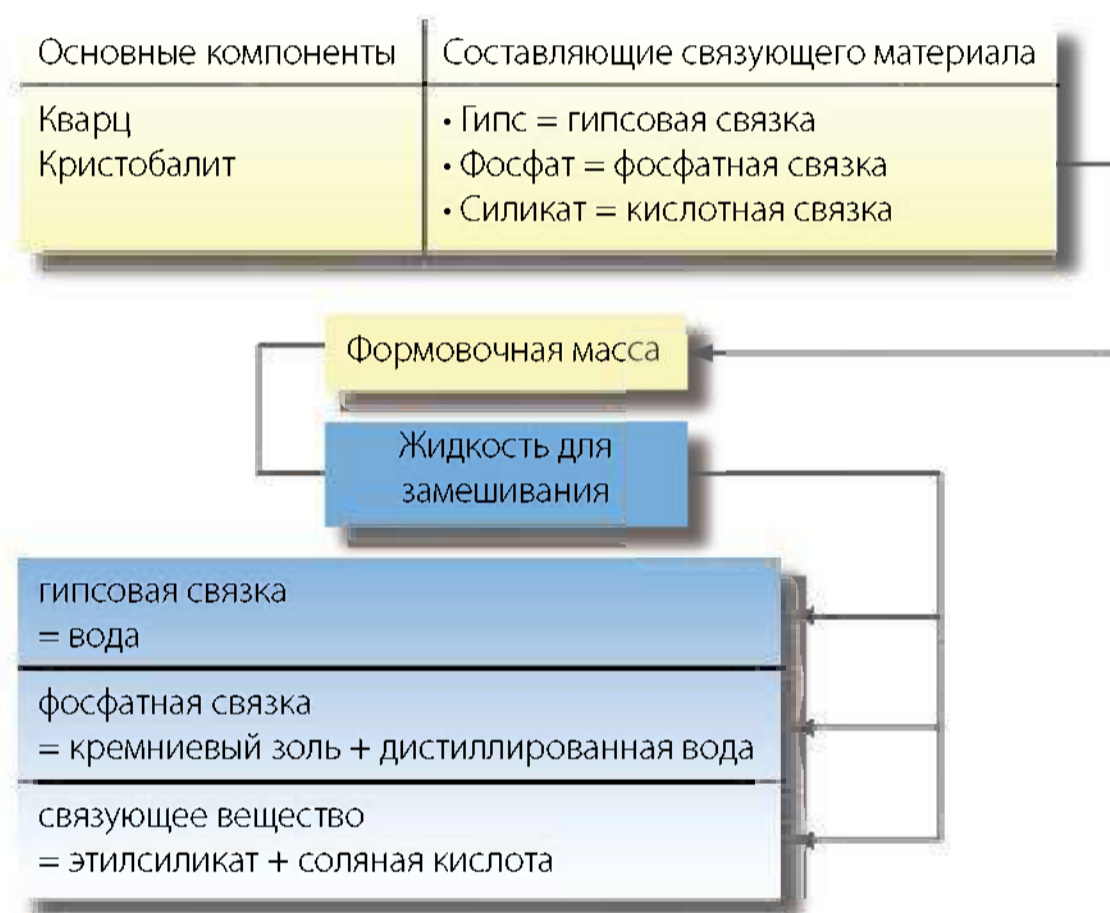 Основные компоненты
Составляющие связующего материала
Кварц
Кристобалит
• Гипс = гипсовая связка
• Фосфат = фосфатная связка
• Силикат = кислотная связка
Формовочная масса
Жидкость для
замешивания
гипсовая связка
= вода
фосфатная связка
= кремниевый золь + дистиллированная вода
связующее вещество
= этилсиликат + соляная кислота